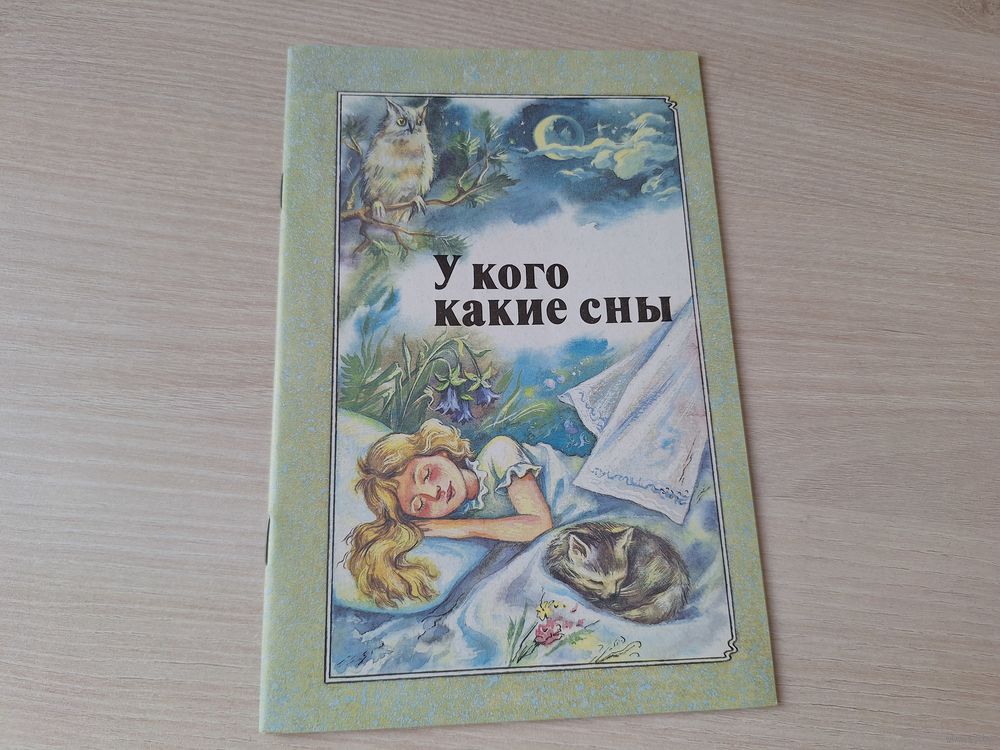 У кого
какие сны